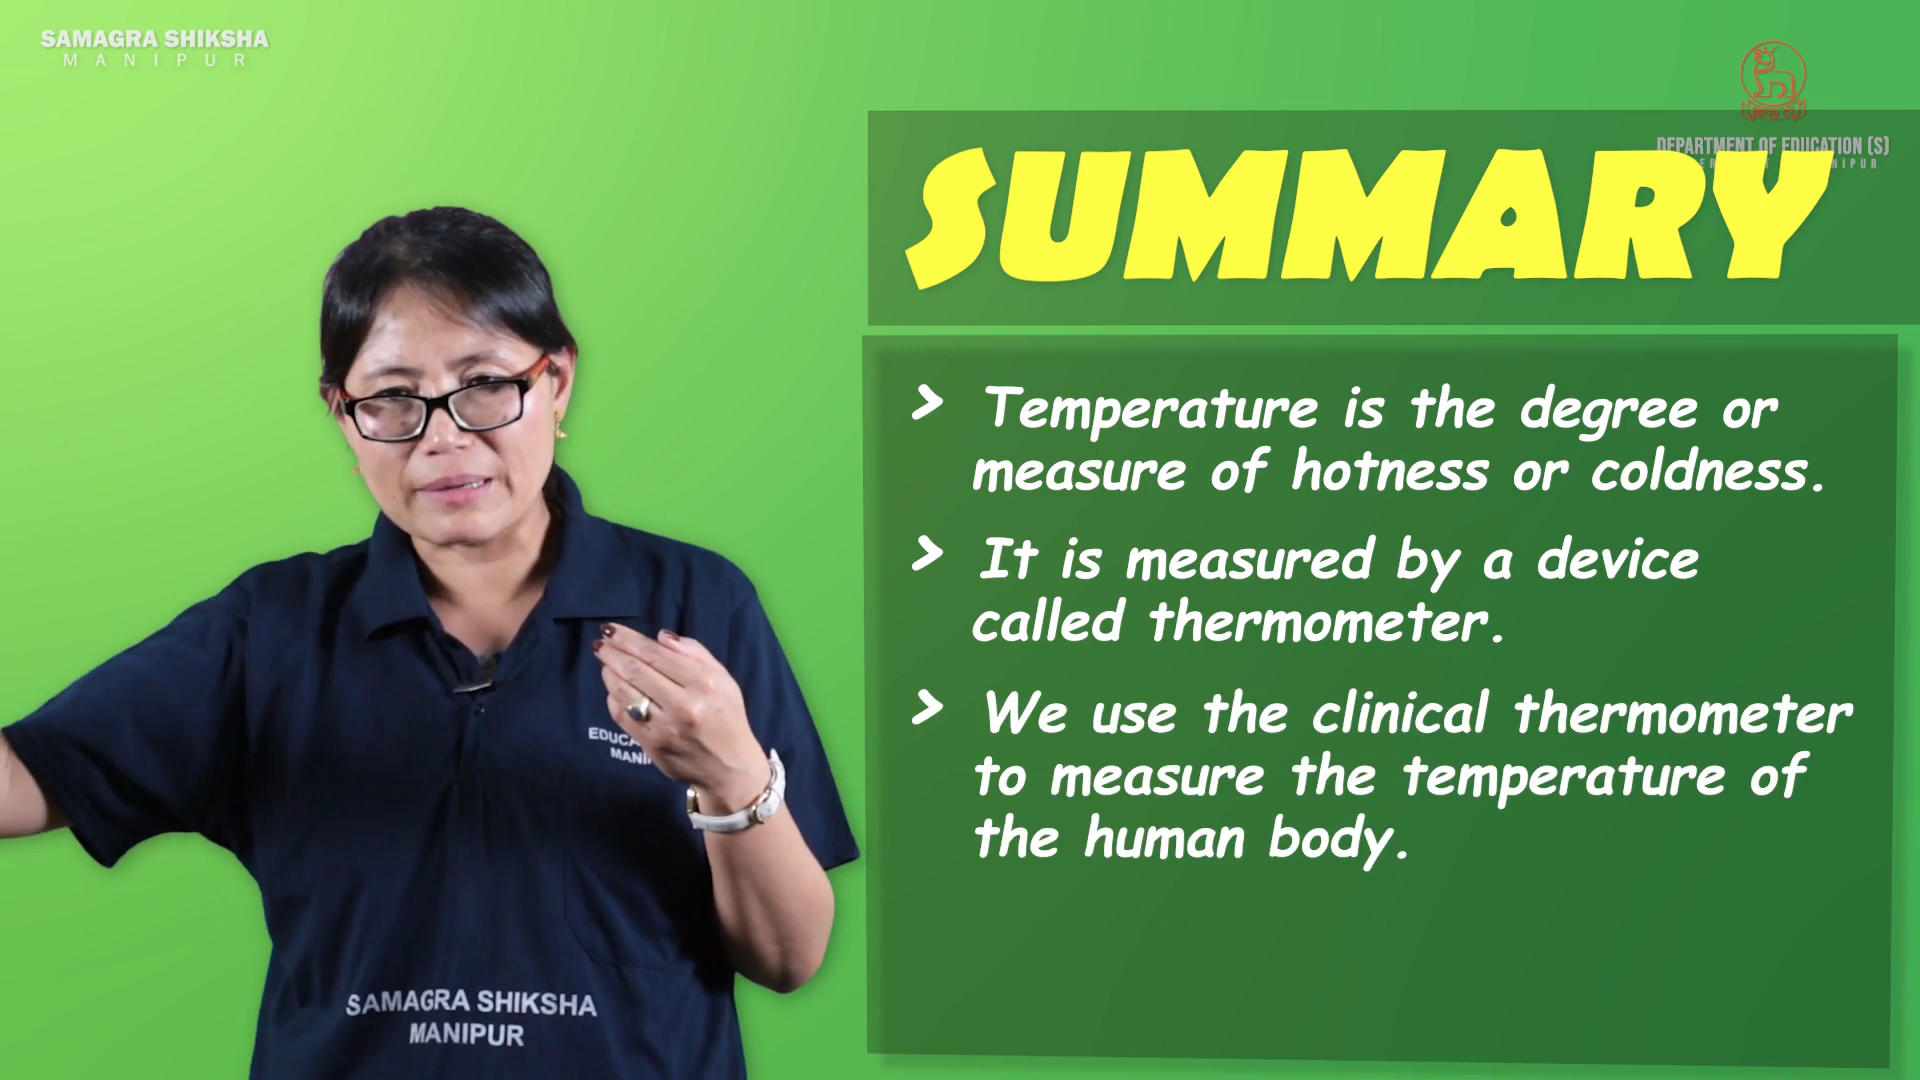 SAMAGRA SHIKSHA
MANIPUR
DEPARTMENT OF EDUCATION (S)
SUMMARY
> Temperature is the degree or
measure of hotness or coldness.
> It is measured by a device
called thermometer.
> We use the clinical thermometer
to measure the temperature of
the human body.
SAMAGRA SHIKSHA
MANIPUR